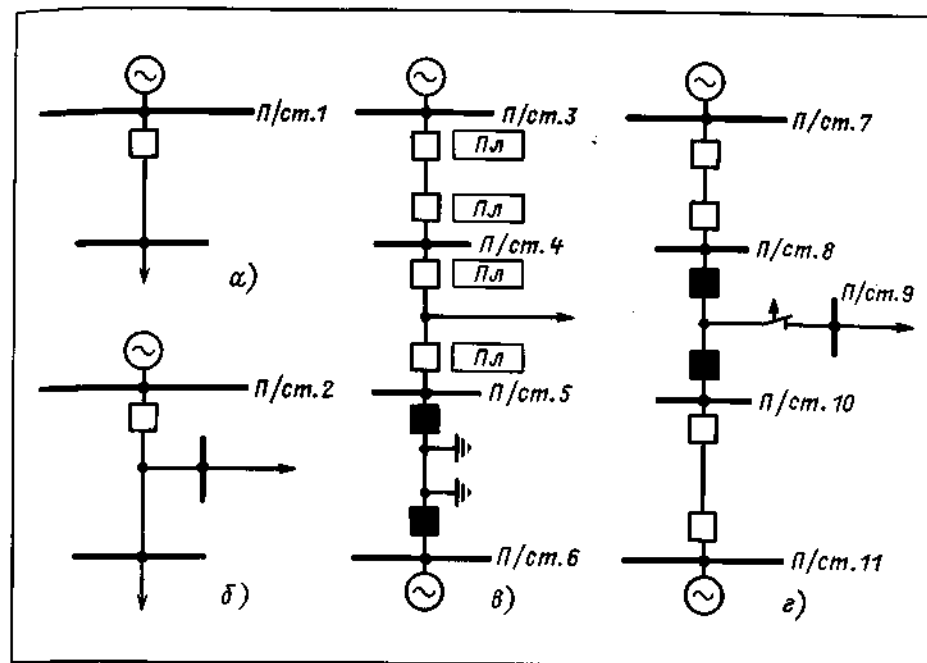 П/ст.1
а)
П/ст.2
б)
П/ст.3
Пл
Пл
П/ст.4
Пл
Пл
П/ст.5
П/ст.6
в)
П/ст.7
П/ст.8
П/ст.9
П/ст.10
П/ст.11
г)